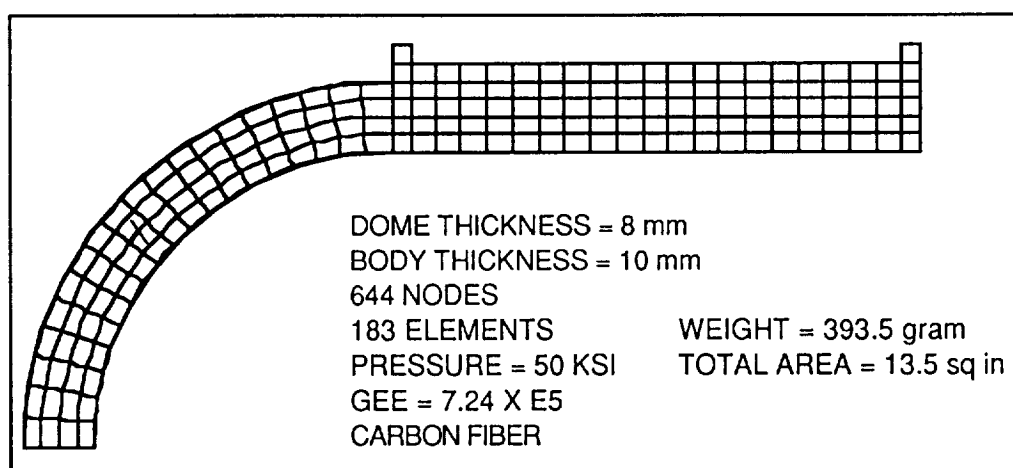 DOME THICKNESS = 8 mm
BODY THICKNESS = 10 mm
644 NODES
183 ELEMENTS WEIGHT = 393.5 gram
PRESSURE = 50 KSI TOTAL AREA = 13.5 sq in
GEE = 7.24 X E5
CARBON FIBER